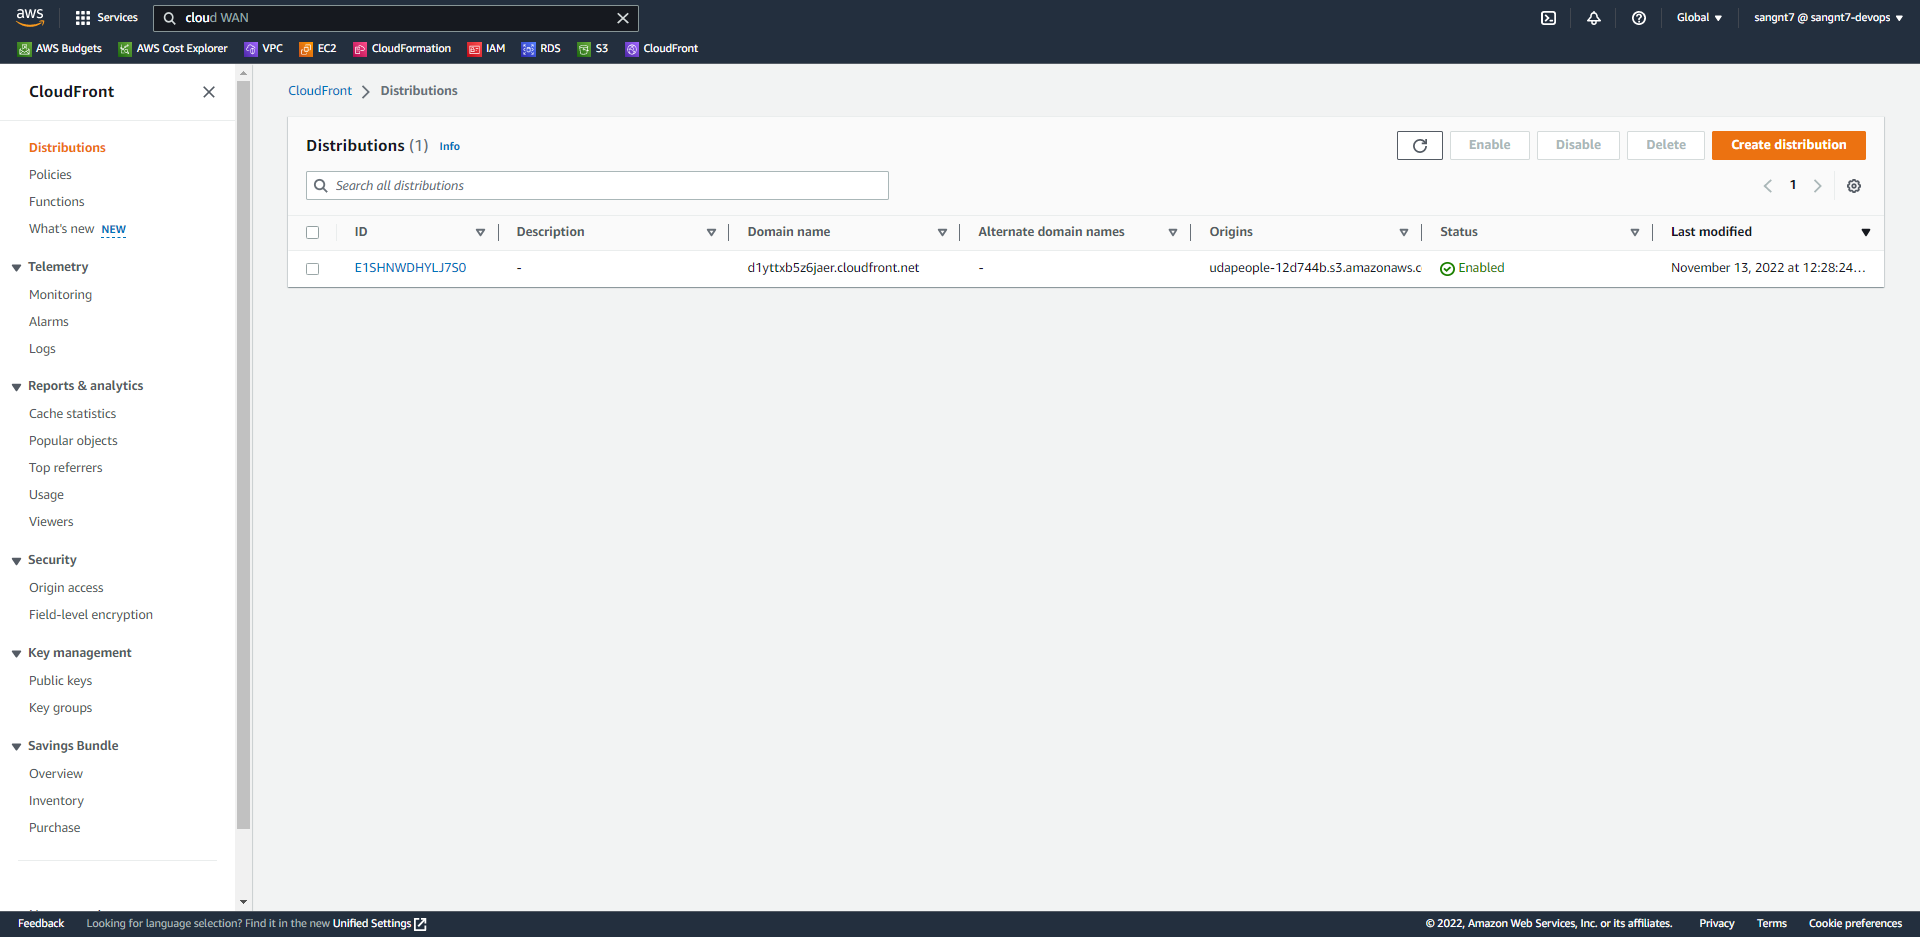 aws
Services
cloud WAN
Global
sangnt7 @ sangnt7-devops
AWS Budgets
AWS Cost Explorer
VPC
EC2
CloudFormation
IAM
RDS
S3
CloudFront
CloudFront
Distributions
Policies
Functions
What's new NEW
Telemetry
Monitoring
Alarms
Logs
Reports & analytics
Cache statistics
Popular objects
Top referrers
Usage
Viewers
Security
Origin access
Field-level encryption
Key management
Public keys
Key groups
Savings Bundle
Overview
Inventory
Purchase
CloudFront
Distributions
Distributions (1) Info
Enable
Disable
Delete
Create distribution
Search all distributions
1
ID
Description
Domain name
Alternate domain names
Origins
Status
Last modified
E1SHNWDHYLJ7S0
-
d1yttxb5z6jaer.cloudfront.net
-
udapeople-12d744b.s3.amazonaws.c
Enabled
November 13, 2022 at 12:28:24...
Feedback
Looking for language selection? Find it in the new Unified Settings
© 2022, Amazon Web Services, Inc. or its affiliates.
Privacy
Terms
Cookie preferences